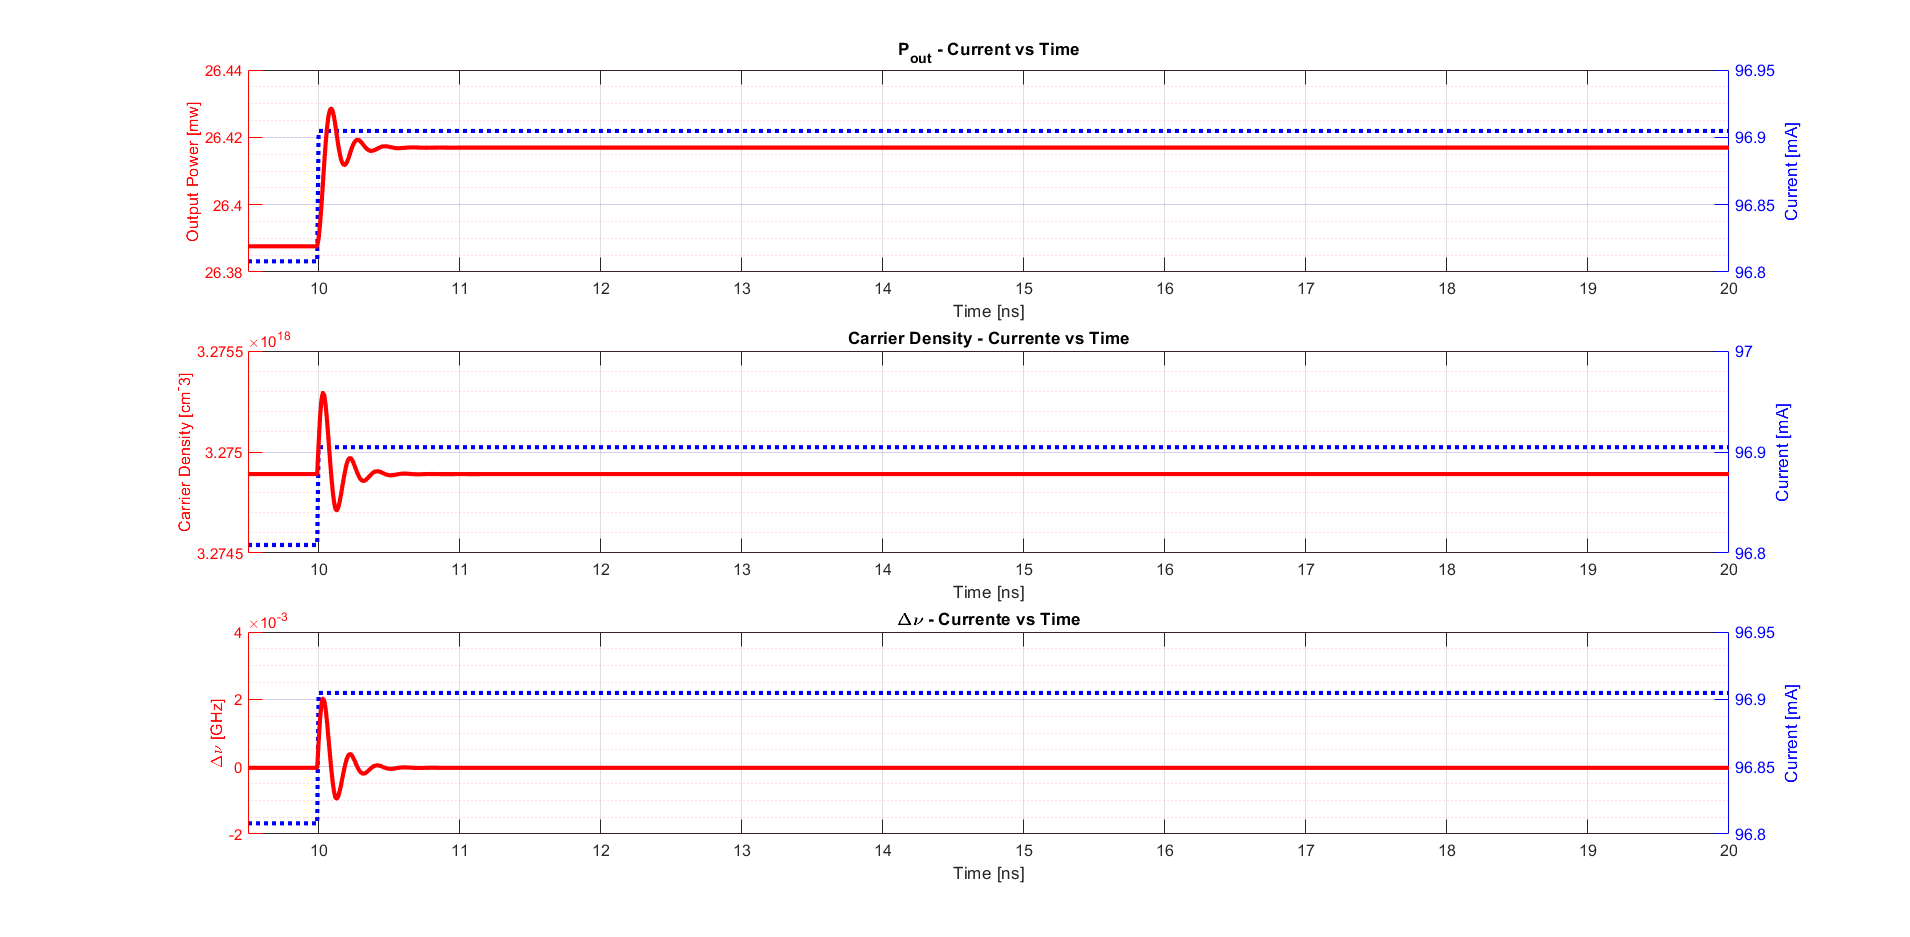 P_out - Current vs Time
26.44
26.42
26.4
26.38
Output Power [mw]
96.95
96.9
96.85
96.8
Current [mA]
10 11 12 13 14 15 16 17 18 19 20
Time [ns]
Carrier Density - Currente vs Time
×10^18
3.2755
3.275
3.2745
Carrier Density [cm^-3]
97
96.9
96.8
Current [mA]
10 11 12 13 14 15 16 17 18 19 20
Time [ns]
Δν - Currente vs Time
×10^-3
4
2
0
-2
Δν [GHz]
96.95
96.9
96.85
96.8
Current [mA]
10 11 12 13 14 15 16 17 18 19 20
Time [ns]